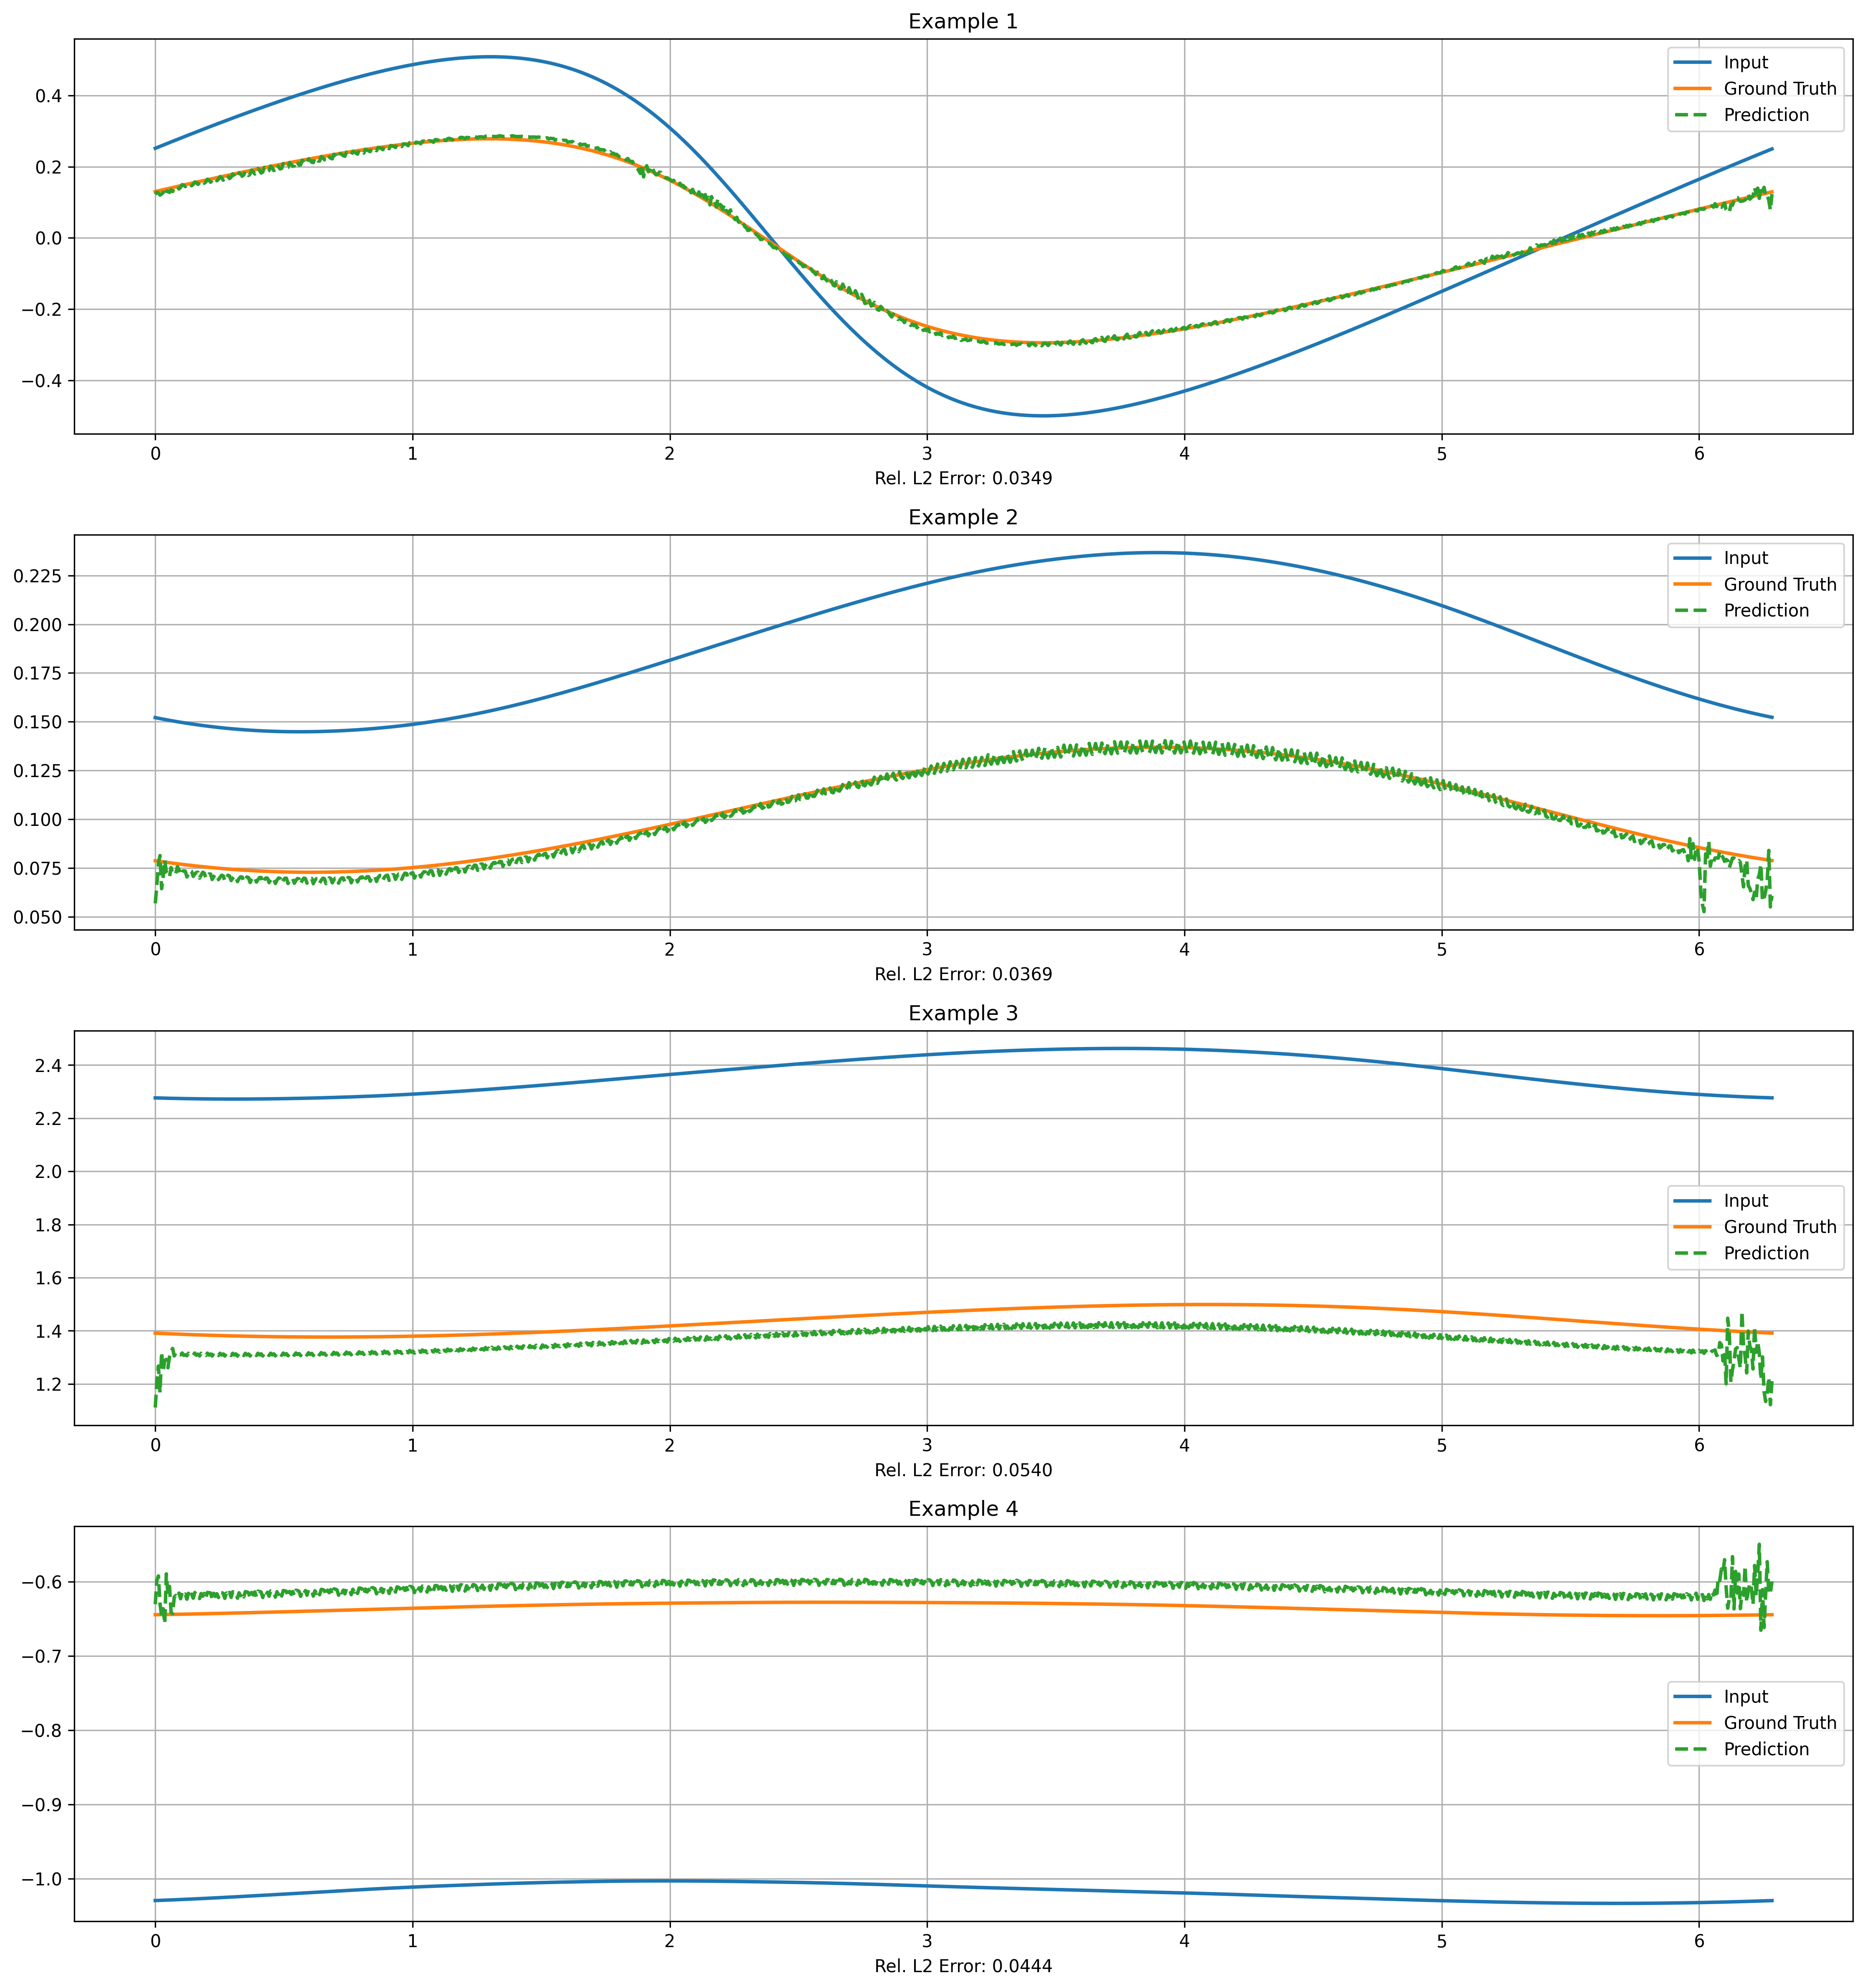 Example 1
Input
Ground Truth
Prediction
0.4
0.2
0.0
−0.2
−0.4
0 1 2 3 4 5 6
Rel. L2 Error: 0.0349
Example 2
Input
Ground Truth
Prediction
0.225
0.200
0.175
0.150
0.125
0.100
0.075
0.050
0 1 2 3 4 5 6
Rel. L2 Error: 0.0369
Example 3
2.4
2.2
2.0
1.8
1.6
1.4
1.2
Input
Ground Truth
Prediction
0 1 2 3 4 5 6
Rel. L2 Error: 0.0540
Example 4
−0.6
−0.7
−0.8
−0.9
−1.0
Input
Ground Truth
Prediction
0 1 2 3 4 5 6
Rel. L2 Error: 0.0444